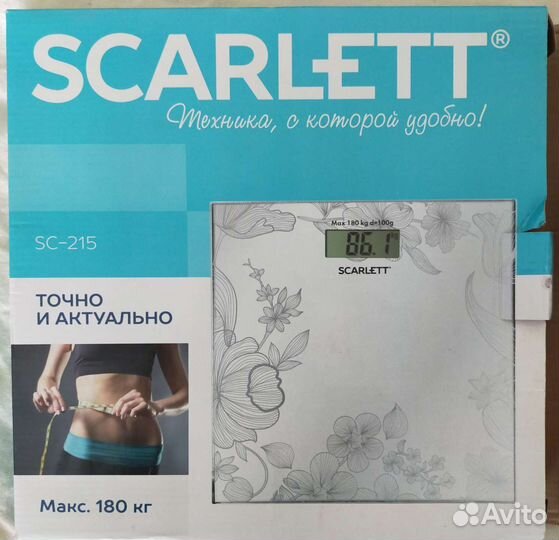 SCARLETT®
Техника, с которой удобно!
SC-215
Max 180 kg d=100g
86.1
SCARLETT
ТОЧНО
И АКТУАЛЬНО
Макс. 180 кг
Avito